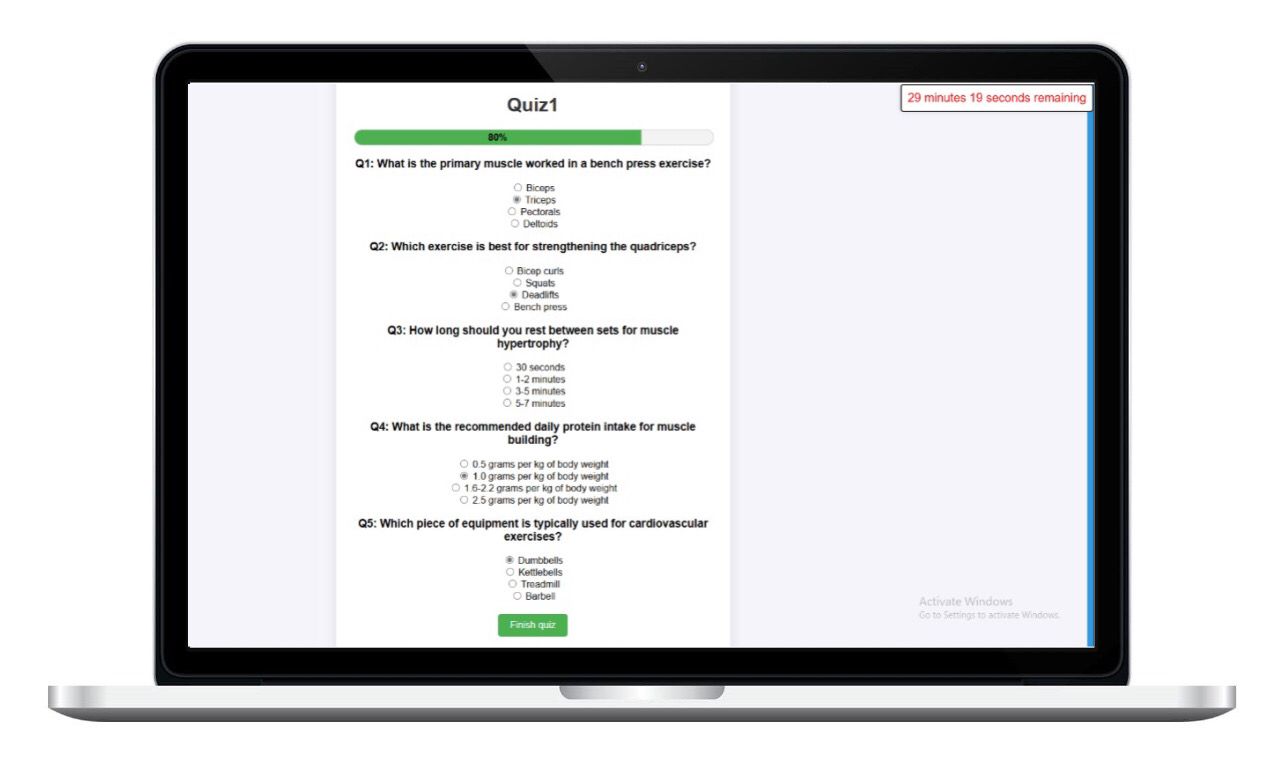 29 minutes 19 seconds remaining
Quiz1
80%
Q1: What is the primary muscle worked in a bench press exercise?
Biceps
Triceps
Pectorals
Deltoids
Q2: Which exercise is best for strengthening the quadriceps?
Bicep curls
Squats
Deadlifts
Bench press
Q3: How long should you rest between sets for muscle
hypertrophy?
30 seconds
1-2 minutes
3-5 minutes
5-7 minutes
Q4: What is the recommended daily protein intake for muscle
building?
0.5 grams per kg of body weight
1.0 grams per kg of body weight
1.6-2.2 grams per kg of body weight
2.5 grams per kg of body weight
Q5: Which piece of equipment is typically used for cardiovascular
exercises?
Dumbbells
Kettlebells
Treadmill
Barbell
Finish quiz
Activate Windows
Go to Settings to activate Windows.